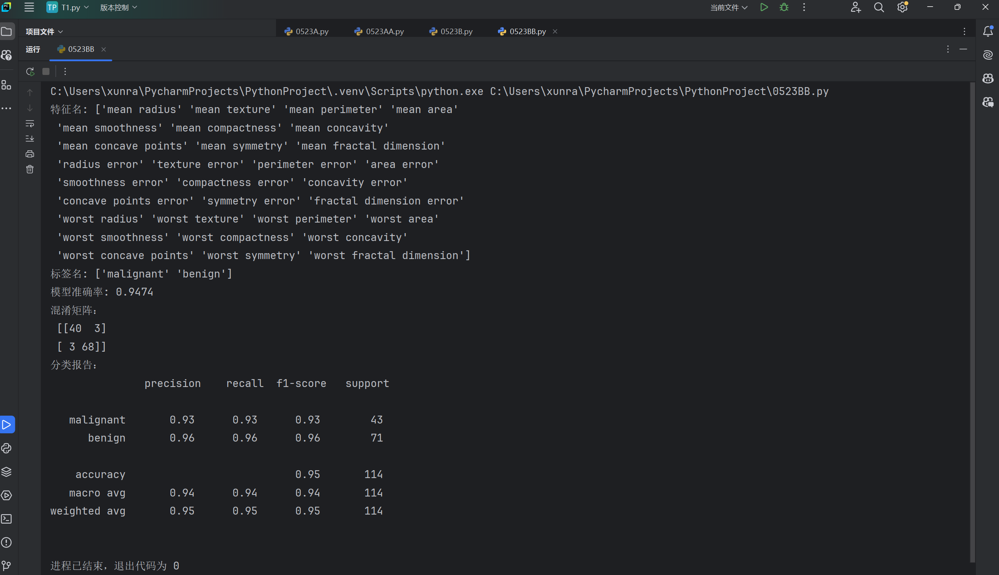 PC
TP T1.py 版本控制 当前文件
项目文件 0523A.py 0523AA.py 0523B.py 0523BB.py
运行 0523BB
C:\Users\xunra\PycharmProjects\PythonProject\.venv\Scripts\python.exe C:\Users\xunra\PycharmProjects\PythonProject\0523BB.py
特征名: ['mean radius' 'mean texture' 'mean perimeter' 'mean area'
 'mean smoothness' 'mean compactness' 'mean concavity'
 'mean concave points' 'mean symmetry' 'mean fractal dimension'
 'radius error' 'texture error' 'perimeter error' 'area error'
 'smoothness error' 'compactness error' 'concavity error'
 'concave points error' 'symmetry error' 'fractal dimension error'
 'worst radius' 'worst texture' 'worst perimeter' 'worst area'
 'worst smoothness' 'worst compactness' 'worst concavity'
 'worst concave points' 'worst symmetry' 'worst fractal dimension']
标签名: ['malignant' 'benign']
模型准确率: 0.9474
混淆矩阵:
 [[40  3]
 [ 3 68]]
分类报告:
               precision    recall  f1-score   support
   malignant       0.93      0.93      0.93        43
      benign       0.96      0.96      0.96        71
    accuracy                           0.95       114
   macro avg       0.94      0.94      0.94       114
weighted avg       0.95      0.95      0.95       114
进程已结束，退出代码为 0